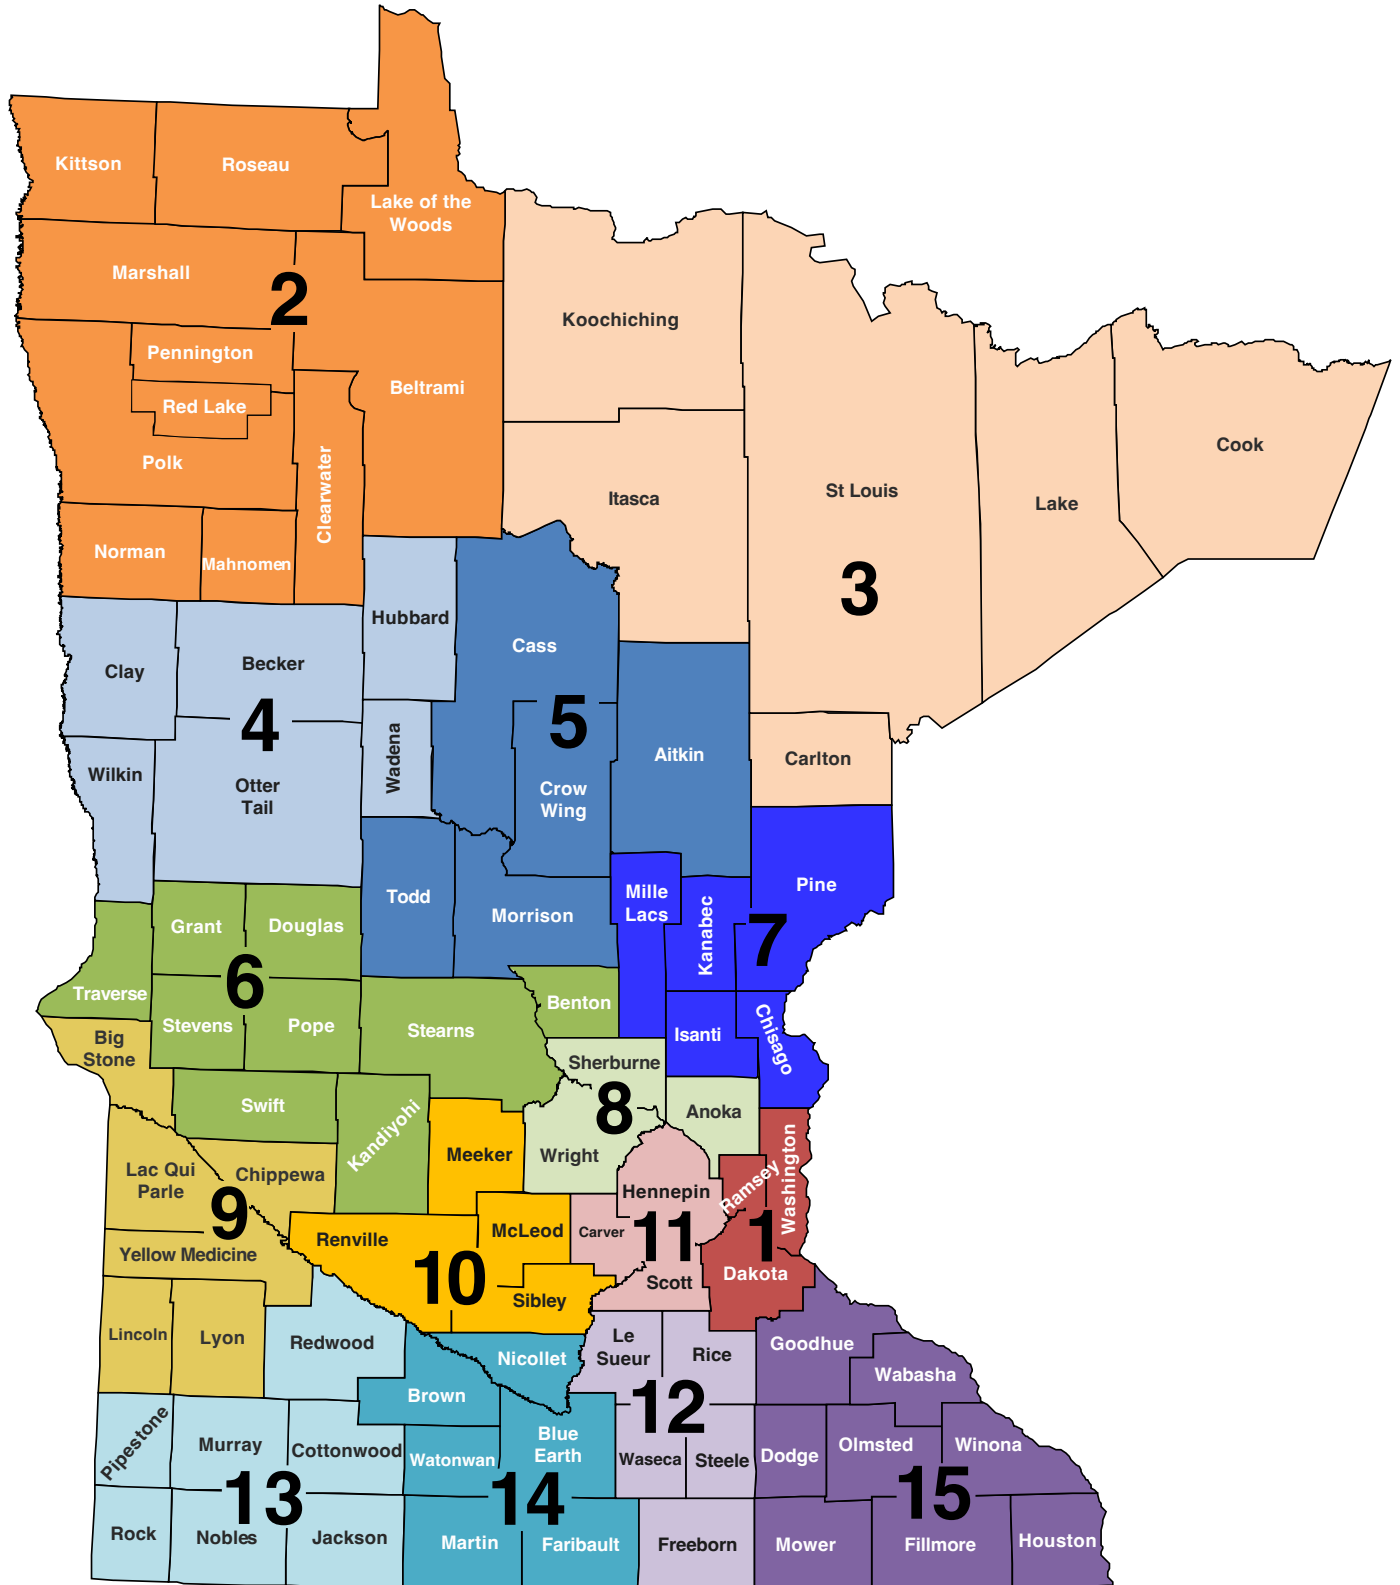 Kittson
Roseau
Lake of the
Woods
Marshall
2
Koochiching
Pennington
Beltrami
Red Lake
Polk
Clearwater
Cook
Itasca
St Louis
Lake
Norman
Mahnomen
3
Hubbard
Cass
Clay
Becker
4
5
Wadena
Aitkin
Carlton
Wilkin
Otter
Tail
Crow
Wing
Todd
Morrison
Mille
Lacs
Kanabec
Pine
7
Grant
Douglas
6
Traverse
Stevens
Pope
Stearns
Benton
Isanti
Chisago
Big
Stone
Sherburne
8
Swift
Kandiyohi
Anoka
Meeker
Wright
Lac Qui
Parle
Chippewa
9
Hennepin
Ramsey
Washington
Yellow Medicine
Renville
McLeod
Carver
11
1
10
Scott
Dakota
Sibley
Lincoln
Lyon
Redwood
Nicollet
Le
Sueur
Rice
Goodhue
Wabasha
Brown
12
Pipestone
Murray
Cottonwood
Watonwan
Blue
Earth
Waseca
Steele
Dodge
Olmsted
Winona
13
14
15
Rock
Nobles
Jackson
Martin
Faribault
Freeborn
Mower
Fillmore
Houston